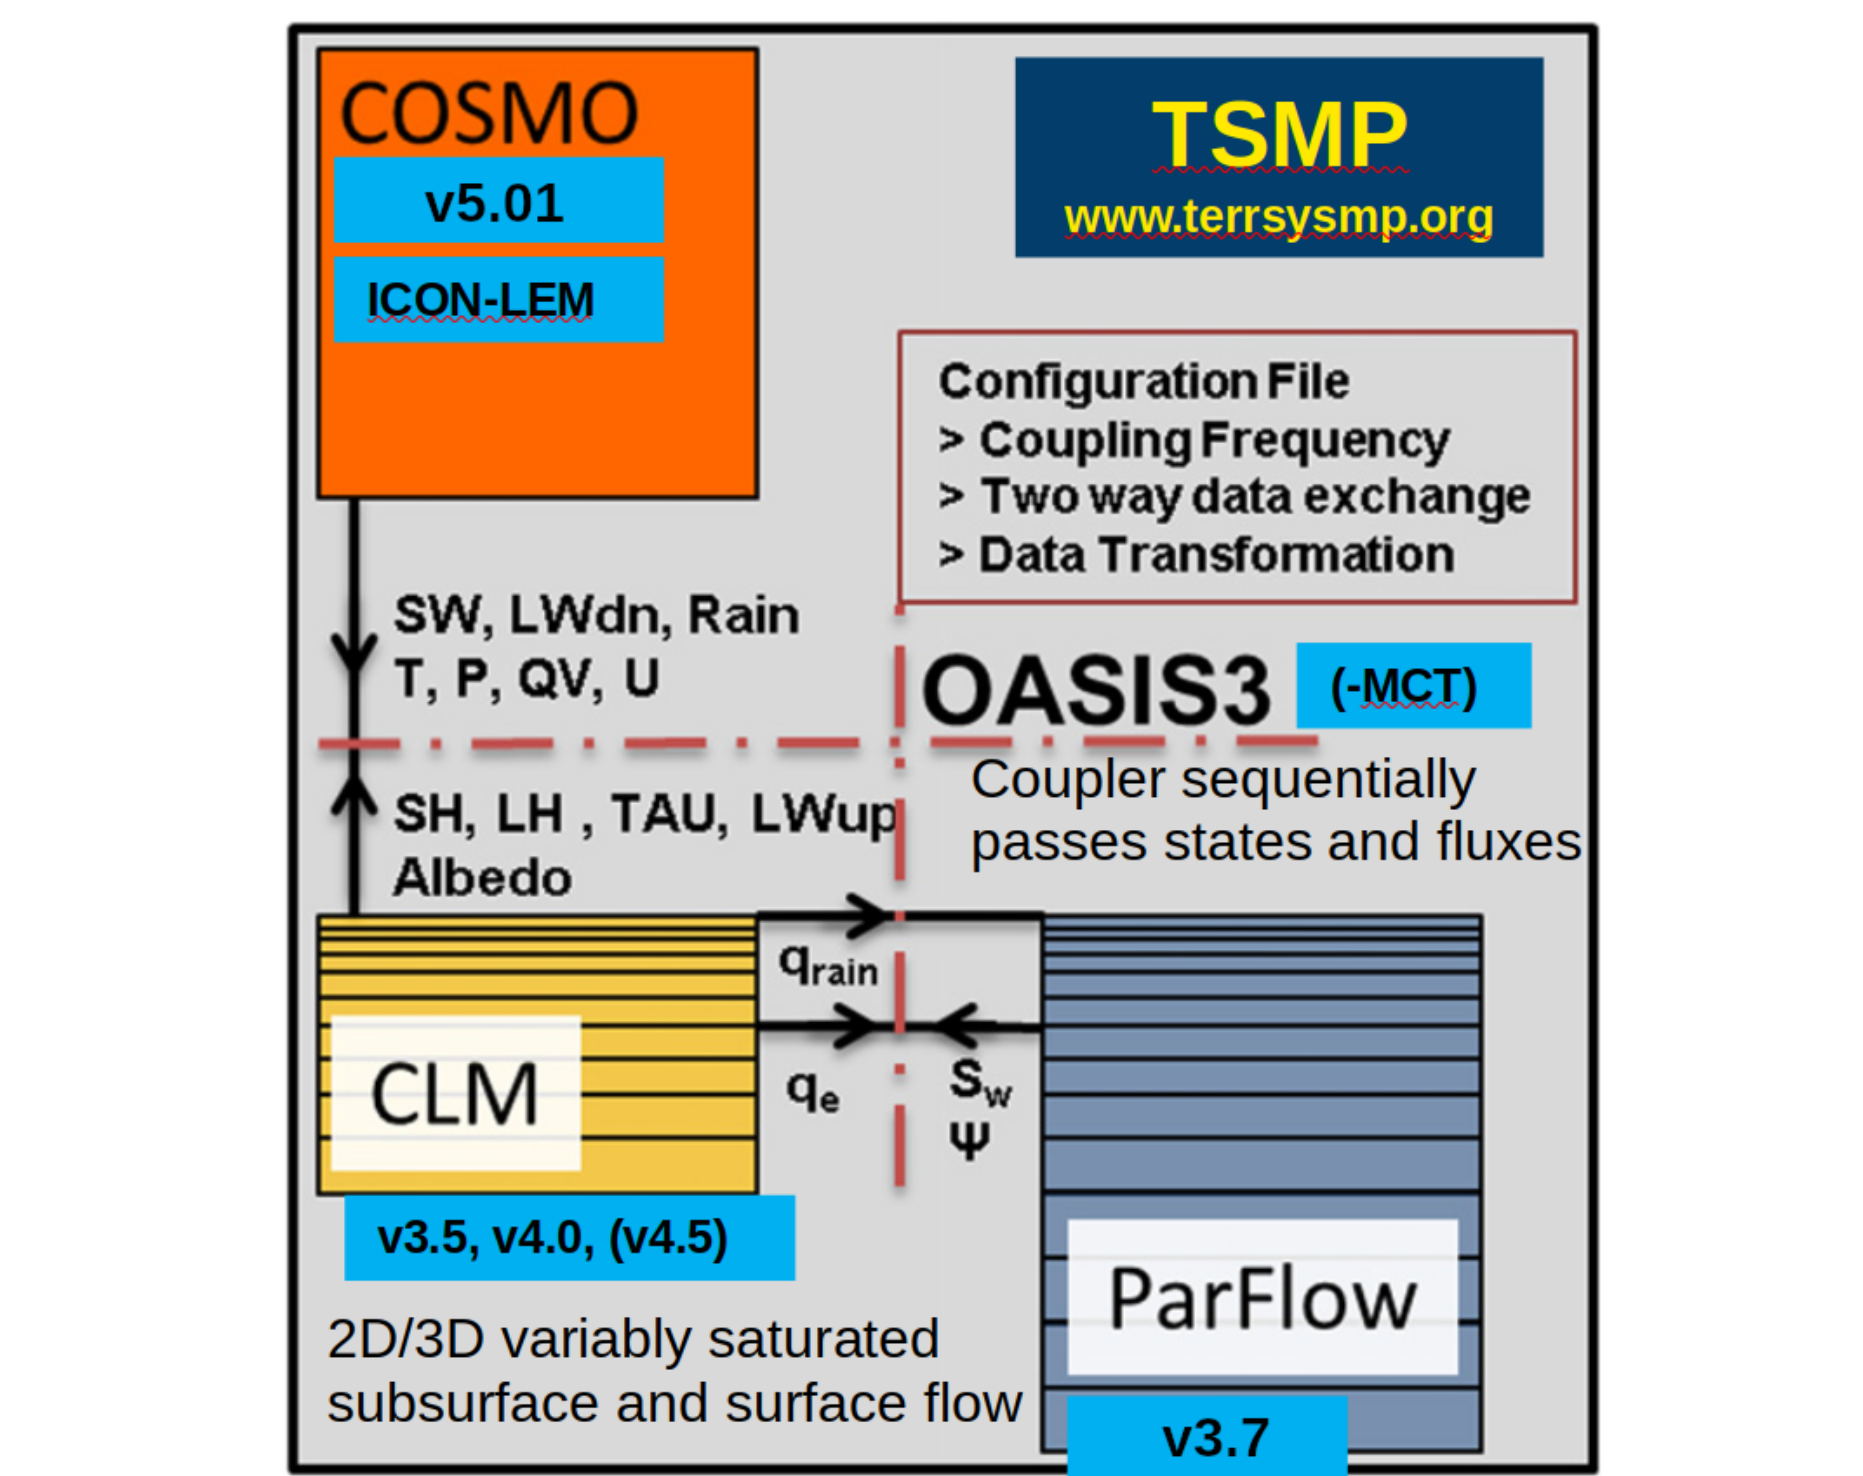 COSMO
v5.01
ICON-LEM
TSMP
www.terrsysmp.org
Configuration File
> Coupling Frequency
> Two way data exchange
> Data Transformation
SW, LWdn, Rain
T, P, QV, U
OASIS3 (-MCT)
Coupler sequentially
passes states and fluxes
SH, LH , TAU, LWup
Albedo
qrain
qe
Sw
Ψ
CLM
v3.5, v4.0, (v4.5)
ParFlow
v3.7
2D/3D variably saturated
subsurface and surface flow